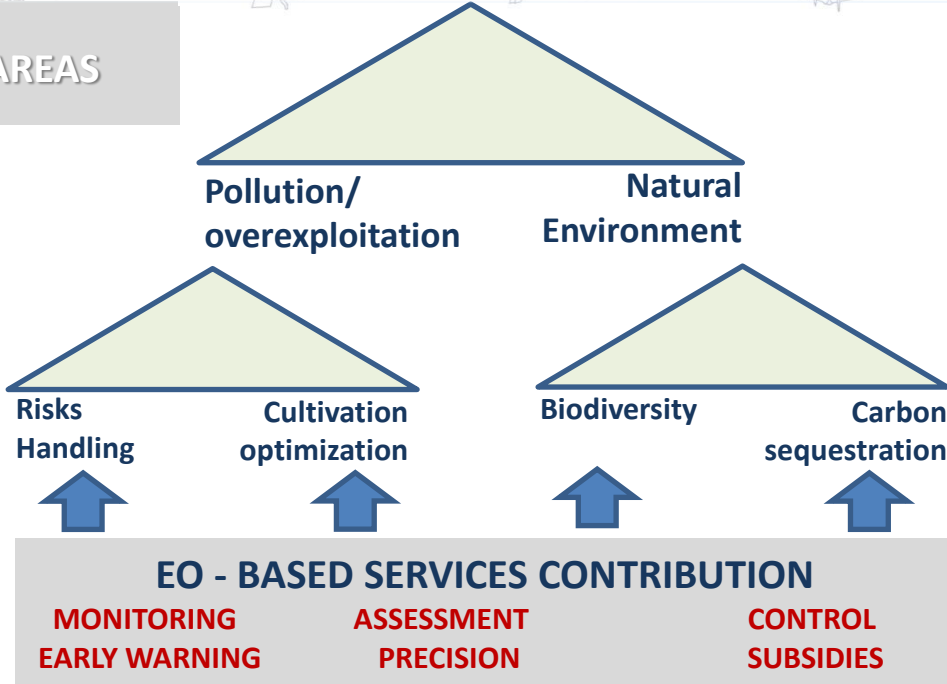 AREAS
Pollution/
overexploitation
Natural
Environment
Risks
Handling
Cultivation
optimization
Biodiversity
Carbon
sequestration
EO - BASED SERVICES CONTRIBUTION
MONITORING
EARLY WARNING
ASSESSMENT
PRECISION
CONTROL
SUBSIDIES